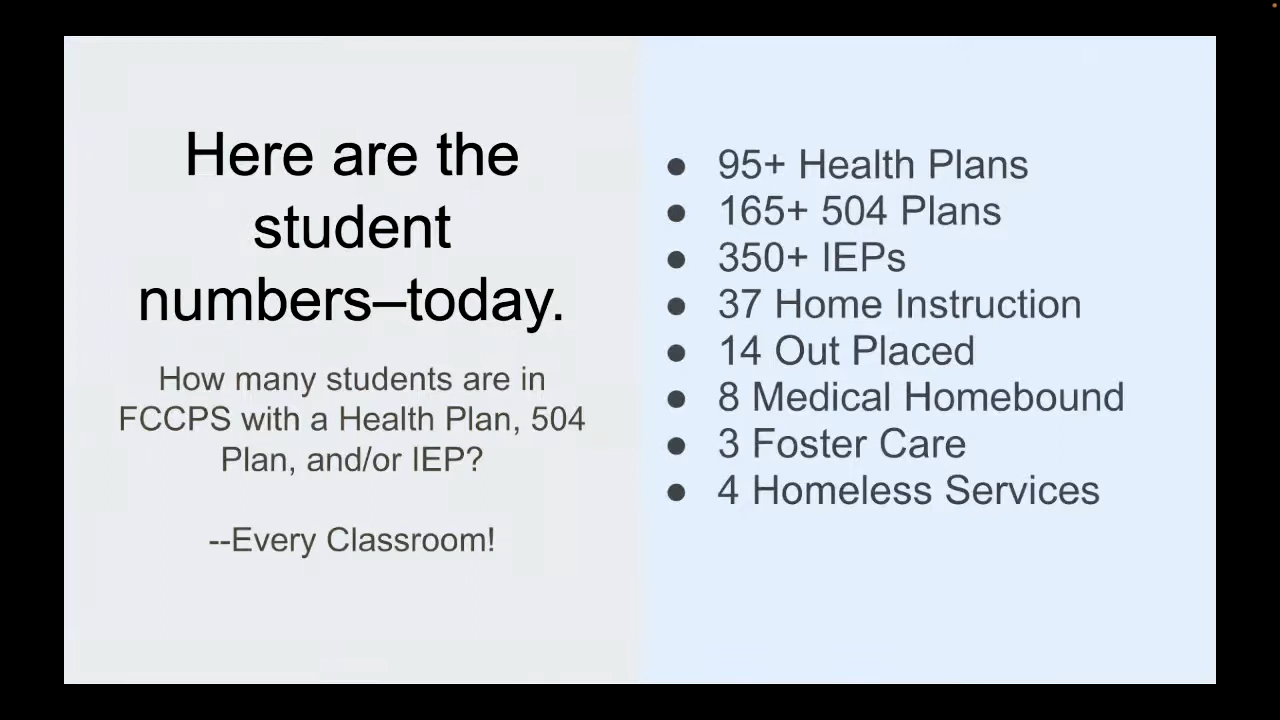 Here are the
student
numbers–today.
How many students are in
FCCPS with a Health Plan, 504
Plan, and/or IEP?
--Every Classroom!
● 95+ Health Plans
● 165+ 504 Plans
● 350+ IEPs
● 37 Home Instruction
● 14 Out Placed
● 8 Medical Homebound
● 3 Foster Care
● 4 Homeless Services